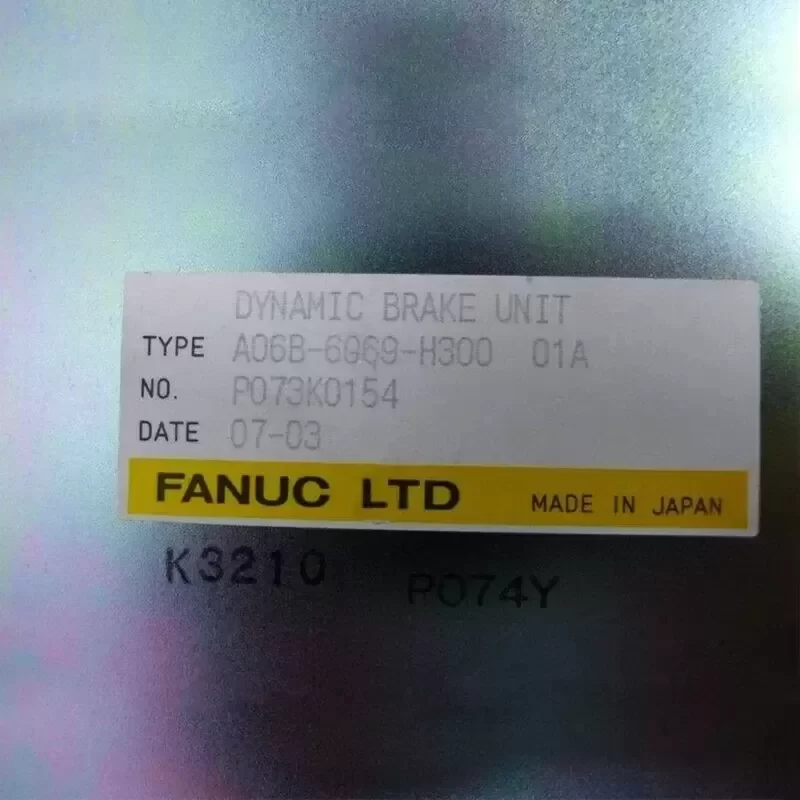 DYNAMIC BRAKE UNIT
TYPE A06B-6069-H300 01A
NO. P073K0154
DATE 07-03
FANUC LTD MADE IN JAPAN
K3210 P074Y